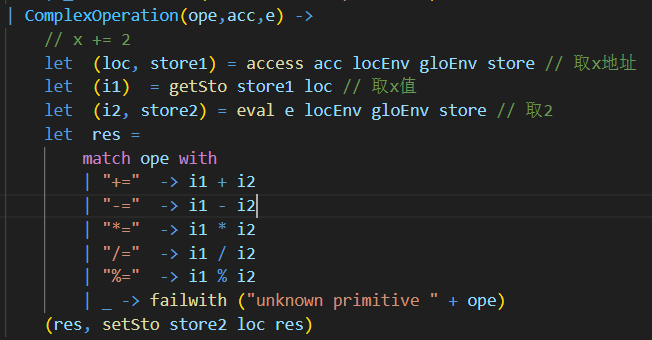 | ComplexOperation(ope,acc,e) ->
// x += 2
let (loc, store1) = access acc locEnv gloEnv store // 取x地址
let (i1) = getSto store1 loc // 取x值
let (i2, store2) = eval e locEnv gloEnv store // 取2
let res =
match ope with
| "+=" -> i1 + i2
| "-=" -> i1 - i2
| "*=" -> i1 * i2
| "/=" -> i1 / i2
| "%=" -> i1 % i2
| _ -> failwith ("unknown primitive " + ope)
(res, setSto store2 loc res)